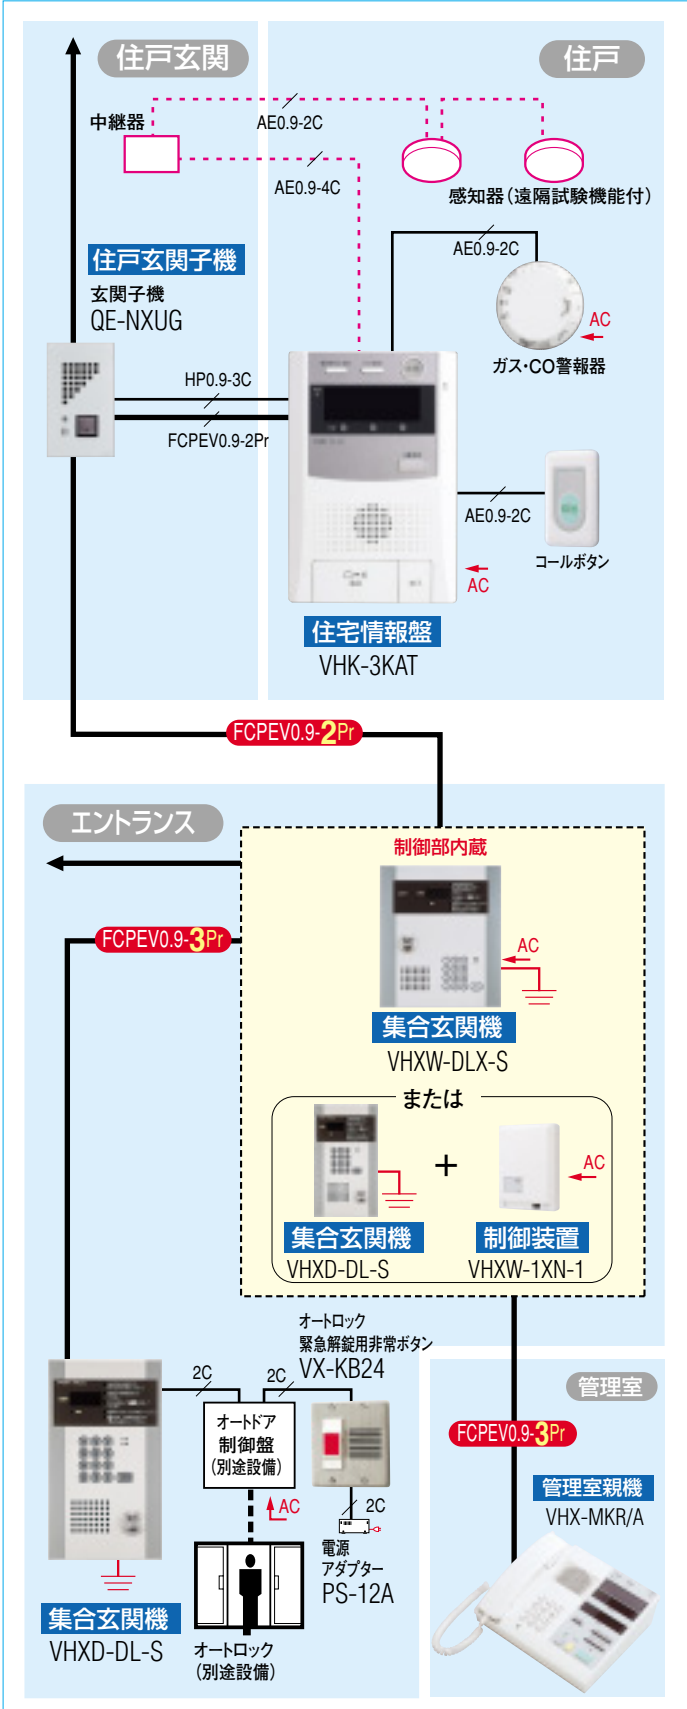 住戸玄関
住戸
中継器
AE0.9-2C
AE0.9-4C
感知器(遠隔試験機能付)
住戸玄関子機
玄関子機
QE-NXUG
AE0.9-2C
AC
ガス・CO警報器
HP0.9-3C
FCPEV0.9-2Pr
AE0.9-2C
コールボタン
AC
住宅情報盤
VHK-3KAT
FCPEV0.9-2Pr
エントランス
制御部内蔵
FCPEV0.9-3Pr
AC
集合玄関機
VHXW-DLX-S
または
+
AC
集合玄関機
VHXD-DL-S
制御装置
VHXW-1XN-1
オートロック
緊急解錠用非常ボタン
VX-KB24
2C
2C
オートドア
制御盤
(別途設備)
AC
2C
電源
アダプター
PS-12A
集合玄関機
VHXD-DL-S
オートロック
(別途設備)
管理室
FCPEV0.9-3Pr
管理室親機
VHX-MKR/A